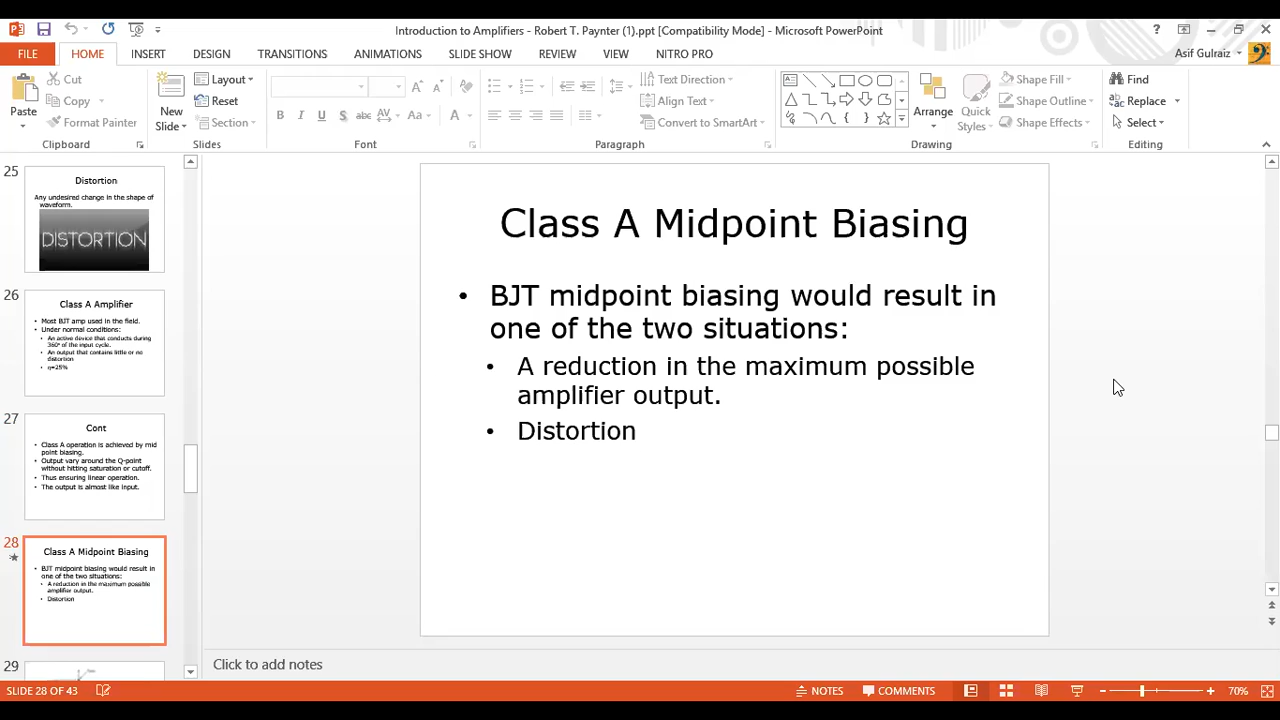 Introduction to Amplifiers - Robert T. Paynter (1).ppt [Compatibility Mode] - Microsoft PowerPoint
FILE HOME INSERT DESIGN TRANSITIONS ANIMATIONS SLIDE SHOW REVIEW VIEW NITRO PRO Asif Gulraiz
Paste
Cut
Copy
Format Painter
Clipboard
New Slide
Layout
Reset
Section
Slides
Font
Text Direction
Align Text
Convert to SmartArt
Paragraph
Arrange
Quick Styles
Shape Fill
Shape Outline
Shape Effects
Drawing
Find
Replace
Select
Editing
25
Distortion
Any undesired change in the shape of
waveform.
DISTORTION
26
Class A Amplifier
• Most BJT amp used in the field.
• Under normal conditions:
• An active device that conducts during
360° of the input cycle.
• An output that contains little or no
distortion
• η=25%
27
Cont
• Class A operation is achieved by mid
point biasing.
• Output vary around the Q-point
without hitting saturation or cutoff.
• Thus ensuring linear operation.
• The output is almost like input.
28
Class A Midpoint Biasing
• BJT midpoint biasing would result in
one of the two situations:
• A reduction in the maximum possible
amplifier output.
• Distortion
29
Class A Midpoint Biasing
• BJT midpoint biasing would result in
one of the two situations:
• A reduction in the maximum possible
amplifier output.
• Distortion
Click to add notes
SLIDE 28 OF 43 NOTES COMMENTS 70%